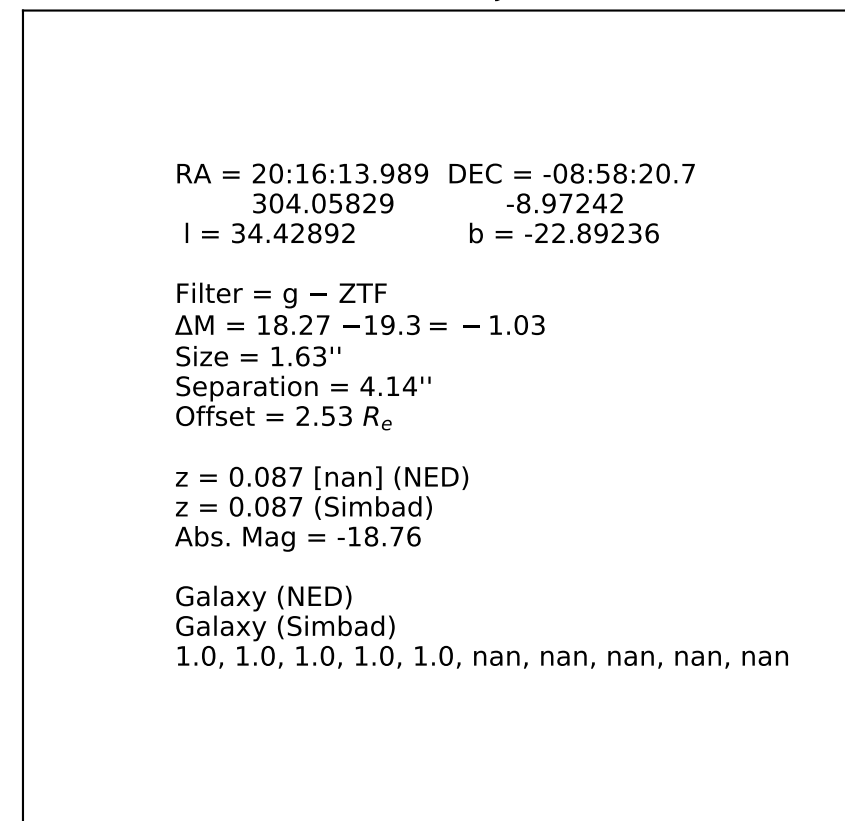 RA = 20:16:13.989 DEC = -08:58:20.7
304.05829 -8.97242
l = 34.42892 b = -22.89236
Filter = g − ZTF
ΔM = 18.27 −19.3 = − 1.03
Size = 1.63''
Separation = 4.14''
Offset = 2.53 Rₑ
z = 0.087 [nan] (NED)
z = 0.087 (Simbad)
Abs. Mag = -18.76
Galaxy (NED)
Galaxy (Simbad)
1.0, 1.0, 1.0, 1.0, 1.0, nan, nan, nan, nan, nan